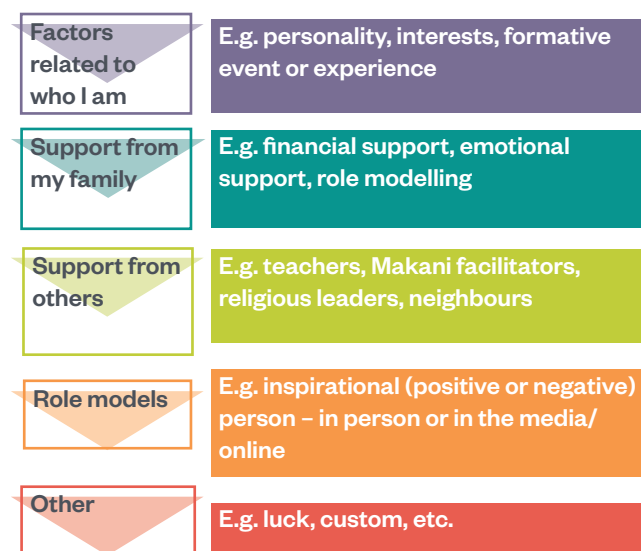 Factors
related to
who I am
E.g. personality, interests, formative
event or experience
Support from
my family
E.g. financial support, emotional
support, role modelling
Support from
others
E.g. teachers, Makani facilitators,
religious leaders, neighbours
Role models
E.g. inspirational (positive or negative)
person – in person or in the media/
online
Other
E.g. luck, custom, etc.